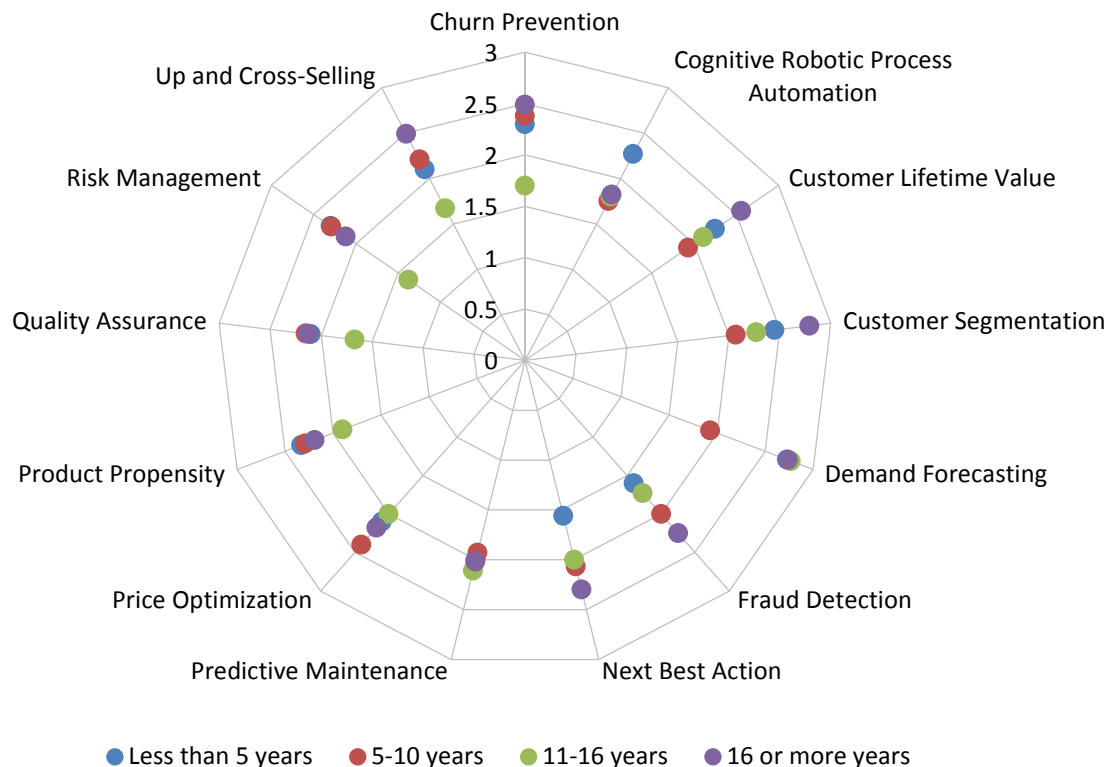 Churn Prevention
Cognitive Robotic Process
Automation
Customer Lifetime Value
Customer Segmentation
Demand Forecasting
Fraud Detection
Next Best Action
Predictive Maintenance
Price Optimization
Product Propensity
Quality Assurance
Risk Management
Up and Cross-Selling
3
2.5
2
1.5
1
0.5
0
Less than 5 years 5-10 years 11-16 years 16 or more years